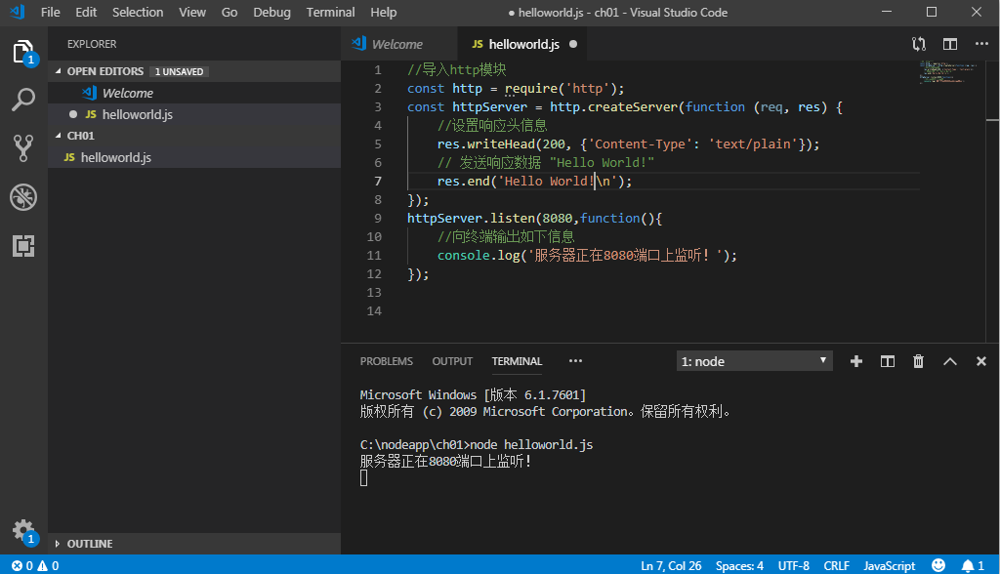 File Edit Selection View Go Debug Terminal Help ● helloworld.js - ch01 - Visual Studio Code
EXPLORER
OPEN EDITORS 1 UNSAVED
Welcome
JS helloworld.js
CH01
JS helloworld.js
OUTLINE
1
1
Welcome JS helloworld.js
1 //导入http模块
2 const http = require('http');
3 const httpServer = http.createServer(function (req, res) {
4 //设置响应头信息
5 res.writeHead(200, {'Content-Type': 'text/plain'});
6 // 发送响应数据 "Hello World!"
7 res.end('Hello World!\n');
8 });
9 httpServer.listen(8080,function(){
10 //向终端输出如下信息
11 console.log('服务器正在8080端口上监听！');
12 });
13
14
PROBLEMS OUTPUT TERMINAL ••• 1: node
Microsoft Windows [版本 6.1.7601]
版权所有 (c) 2009 Microsoft Corporation。保留所有权利。
C:\nodeapp\ch01>node helloworld.js
服务器正在8080端口上监听！
0 0 Ln 7, Col 26 Spaces: 4 UTF-8 CRLF JavaScript 1